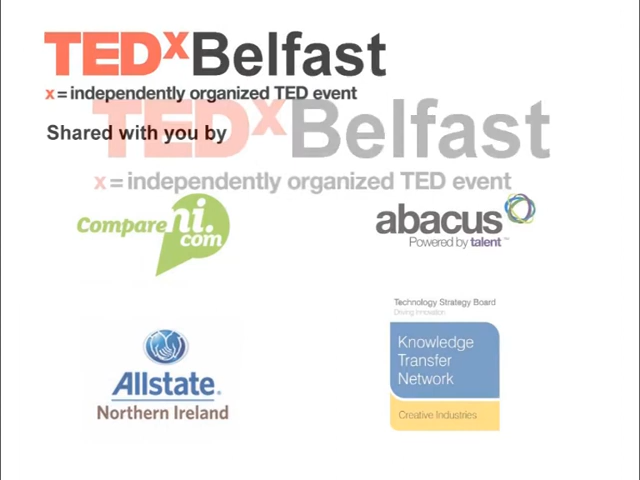 TEDxBelfast
x=independently organized TED event
TEDxBelfast
Shared with you by
x=independently organized TED event
Compareni.com
abacus
Powered by talent™
Technology Strategy Board
Driving Innovation
Knowledge
Transfer
Network
Creative Industries
Allstate.
Northern Ireland